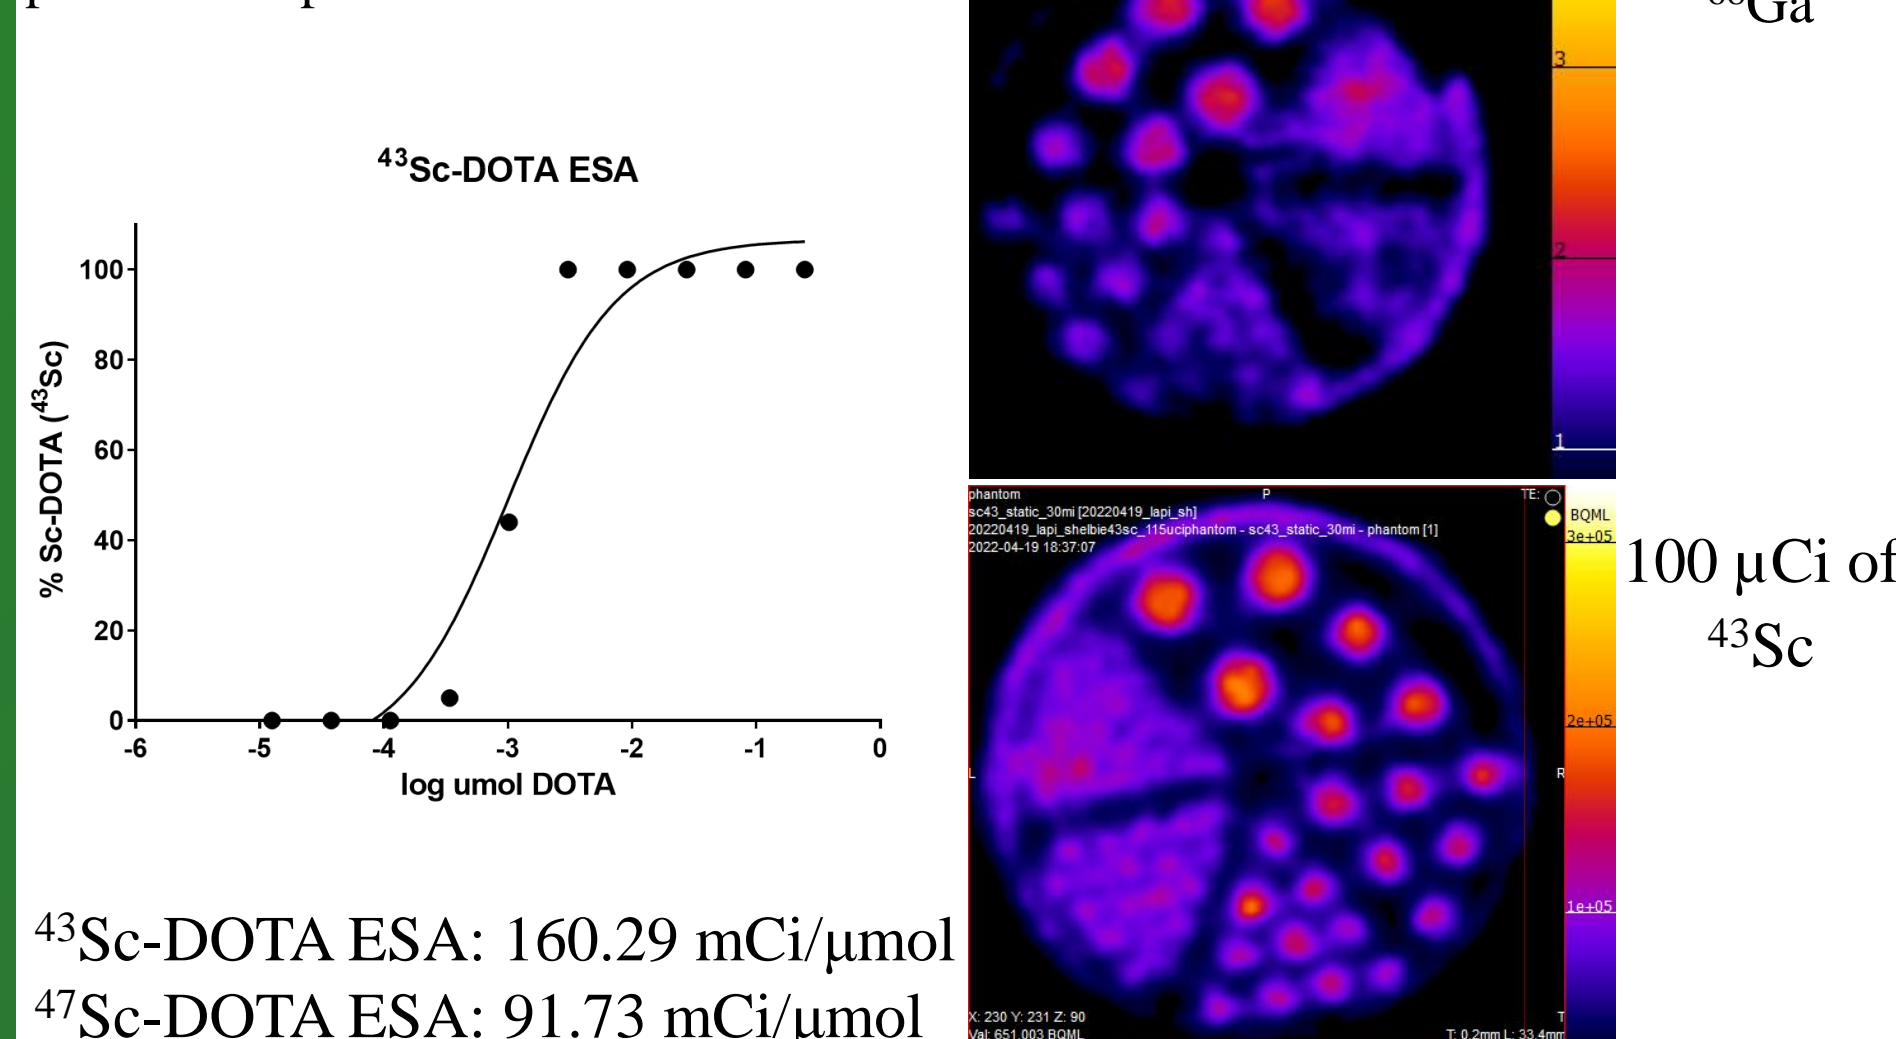 ⁶⁸Ga
3
2
1
⁴³Sc-DOTA ESA
% Sc-DOTA (⁴³Sc)
100
80
60
40
20
0
-6 -5 -4 -3 -2 -1 0
log umol DOTA
⁴³Sc-DOTA ESA: 160.29 mCi/μmol
⁴⁷Sc-DOTA ESA: 91.73 mCi/μmol
phantom
P
TE:
sc43_static_30mi [20220419_lapi_sh]
20220419_lapi_shelbie43sc_115uciphantom - sc43_static_30mi - phantom [1]
2022-04-19 18:37:07
BQML
3e+05
2e+05
1e+05
L
R
X: 230 Y: 231 Z: 90
Val: 651.003 BQML
T
T: 0.2mm L: 33.4mm
100 μCi of
⁴³Sc